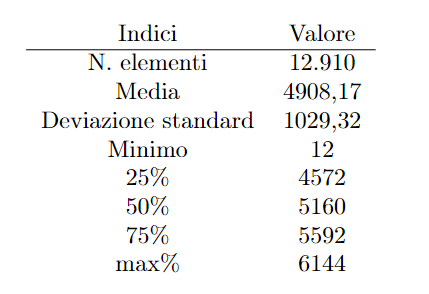 Indici Valore
N. elementi 12.910
Media 4908,17
Deviazione standard 1029,32
Minimo 12
25% 4572
50% 5160
75% 5592
max% 6144